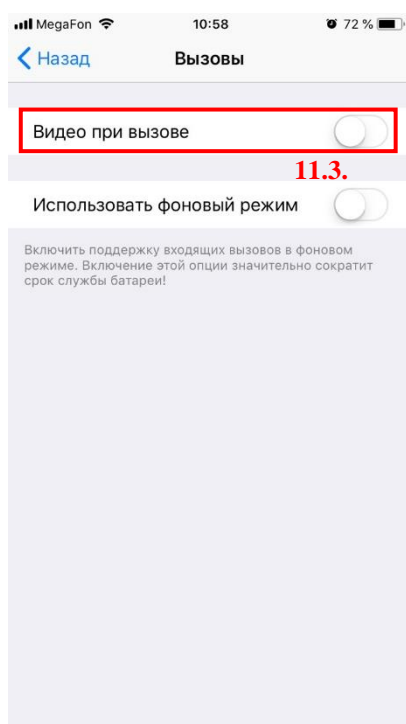 MegaFon 10:58 72 %
Назад Вызовы
Видео при вызове
11.3.
Использовать фоновый режим
Включить поддержку входящих вызовов в фоновом
режиме. Включение этой опции значительно сократит
срок службы батареи!